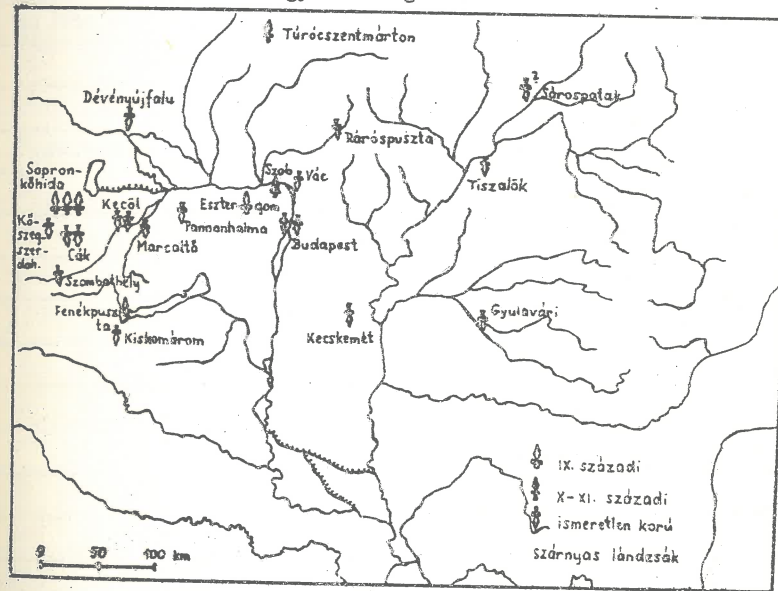 Túrócszentmárton
Dévényújfalu
?
Sárospatak
Ráróspuszta
Sopron-
kőhida
Szob
Vác
Tiszalök
Kecöl
Eszter gom
Kő-
szeg-
szer-
dah.
Cák
Marcaltő
Pannonhalma
Budapest
Szombathely
Fenékpusz-
ta
Gyulavári
Kiskomárom
Kecskemét
IX. századi
X-XI. századi
ismeretlen korú
szárnyas lándzsák
0 50 100 km